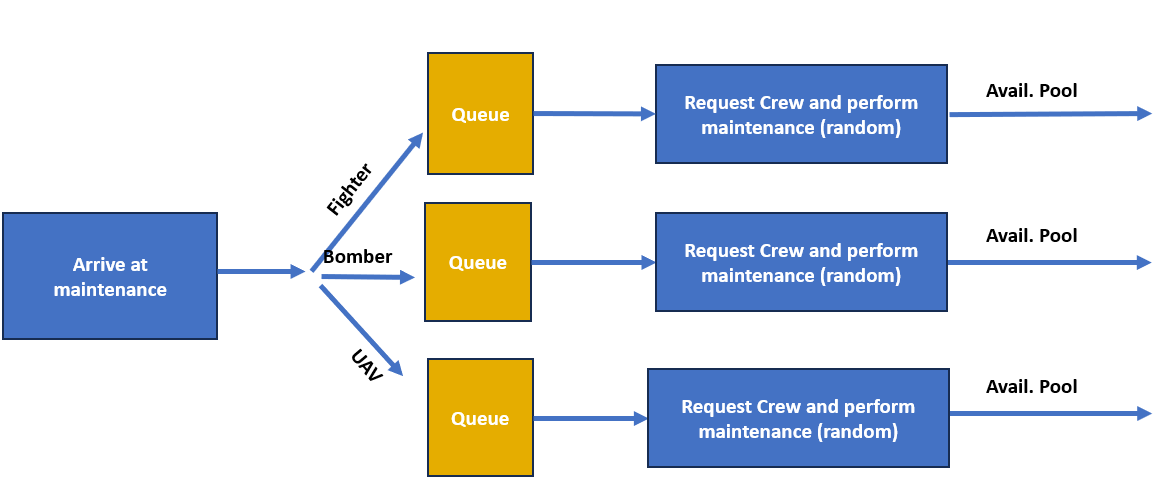 Arrive at
maintenance
Fighter
Bomber
UAV
Queue
Request Crew and perform
maintenance (random)
Avail. Pool
Queue
Request Crew and perform
maintenance (random)
Avail. Pool
Queue
Request Crew and perform
maintenance (random)
Avail. Pool